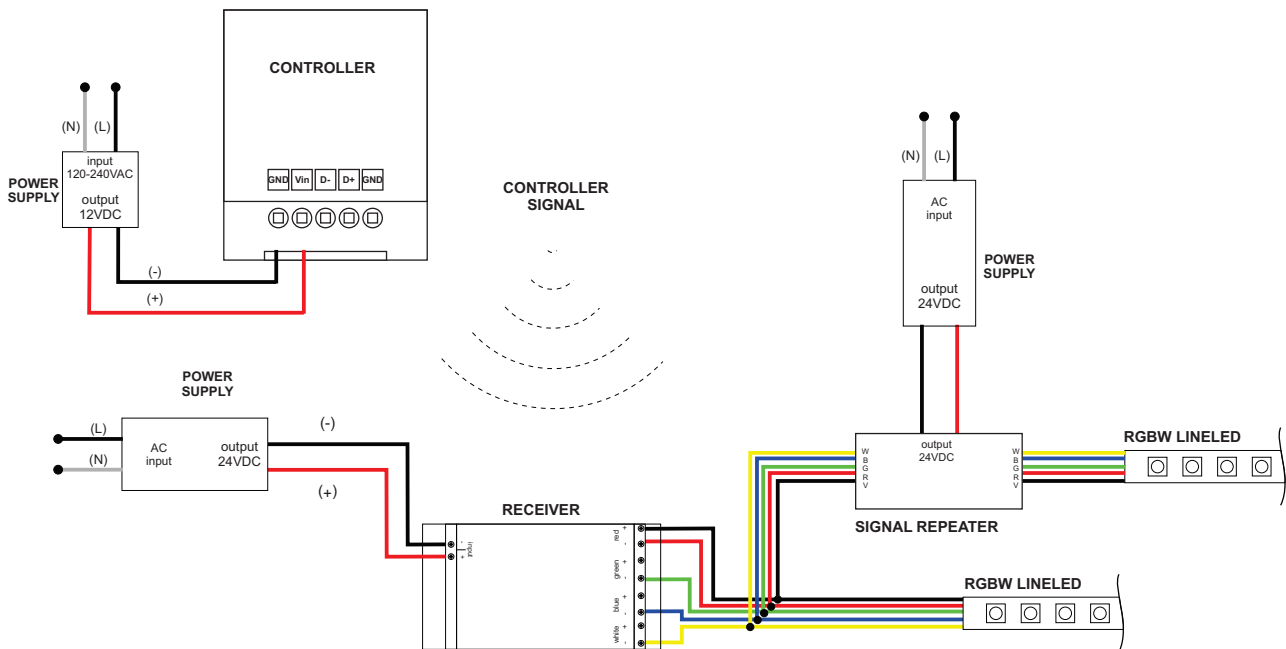 CONTROLLER
(N)
(L)
input
120-240VAC
output
12VDC
POWER
SUPPLY
GND Vin D- D+ GND
(-)
(+)
CONTROLLER
SIGNAL
(N)
(L)
AC
input
output
24VDC
POWER
SUPPLY
POWER
SUPPLY
(L)
(N)
AC
input
output
24VDC
(-)
(+)
RECEIVER
-
+
input
+
red
-
+
green
-
+
blue
-
+
white
-
output
24VDC
W
B
G
R
V
W
B
G
R
V
SIGNAL REPEATER
RGBW LINELED
RGBW LINELED